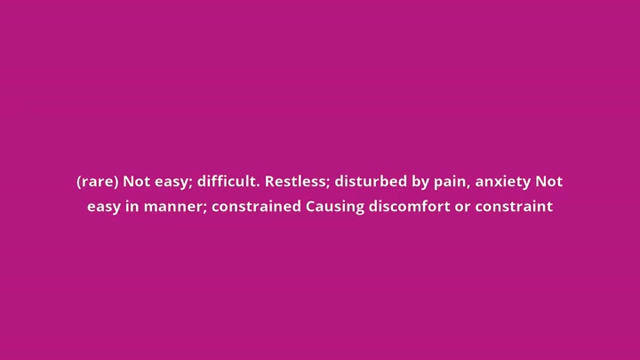 (rare) Not easy; difficult. Restless; disturbed by pain, anxiety Not
easy in manner; constrained Causing discomfort or constraint